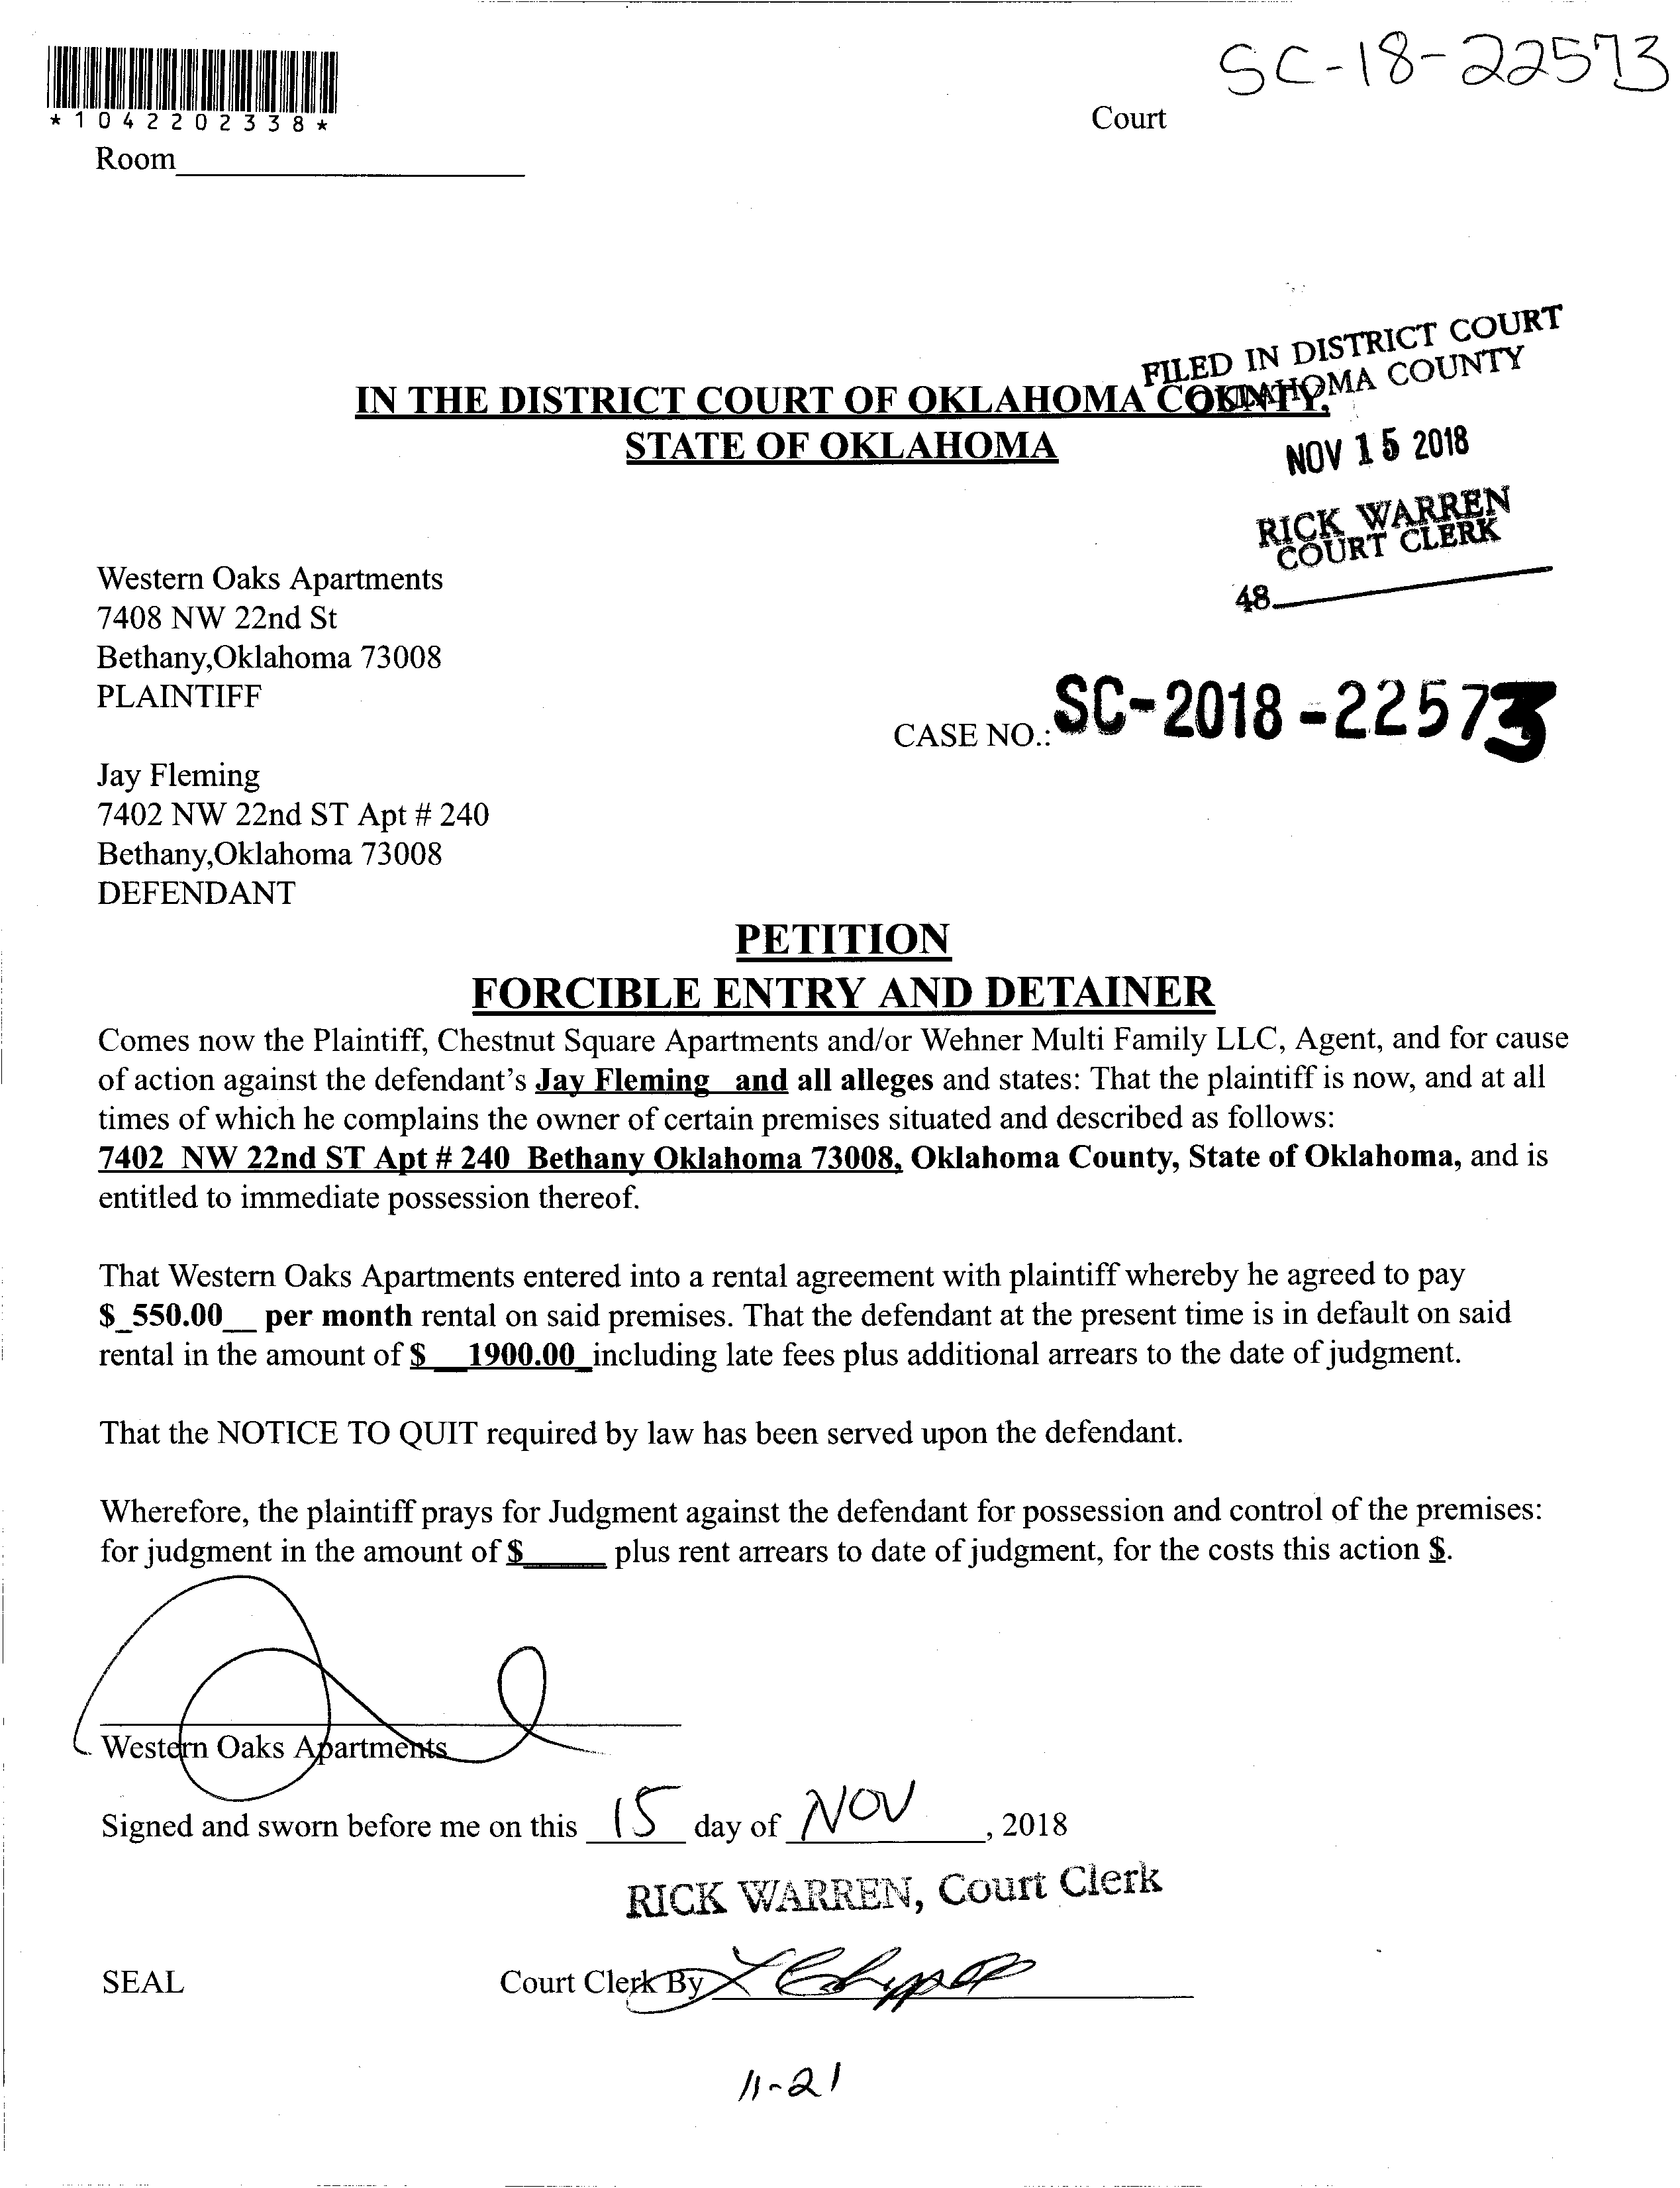 SC-18-22573
*1042202338*
Court
Room
FILED IN DISTRICT COURT
OKLAHOMA COUNTY
IN THE DISTRICT COURT OF OKLAHOMA COUNTY,
STATE OF OKLAHOMA
NOV 15 2018
RICK WARREN
COURT CLERK
48
Western Oaks Apartments
7408 NW 22nd St
Bethany,Oklahoma 73008
PLAINTIFF
CASE NO.: SC-2018-22573
Jay Fleming
7402 NW 22nd ST Apt # 240
Bethany,Oklahoma 73008
DEFENDANT
PETITION
FORCIBLE ENTRY AND DETAINER
Comes now the Plaintiff, Chestnut Square Apartments and/or Wehner Multi Family LLC, Agent, and for cause
of action against the defendant's Jay Fleming and all alleges and states: That the plaintiff is now, and at all
times of which he complains the owner of certain premises situated and described as follows:
7402 NW 22nd ST Apt # 240 Bethany Oklahoma 73008, Oklahoma County, State of Oklahoma, and is
entitled to immediate possession thereof.
That Western Oaks Apartments entered into a rental agreement with plaintiff whereby he agreed to pay
$_550.00__ per month rental on said premises. That the defendant at the present time is in default on said
rental in the amount of $__1900.00_including late fees plus additional arrears to the date of judgment.
That the NOTICE TO QUIT required by law has been served upon the defendant.
Wherefore, the plaintiff prays for Judgment against the defendant for possession and control of the premises:
for judgment in the amount of $_____ plus rent arrears to date of judgment, for the costs this action $.
Western Oaks Apartments
Signed and sworn before me on this 15 day of NOV, 2018
RICK WARREN, Court Clerk
SEAL
Court Clerk By
11-21